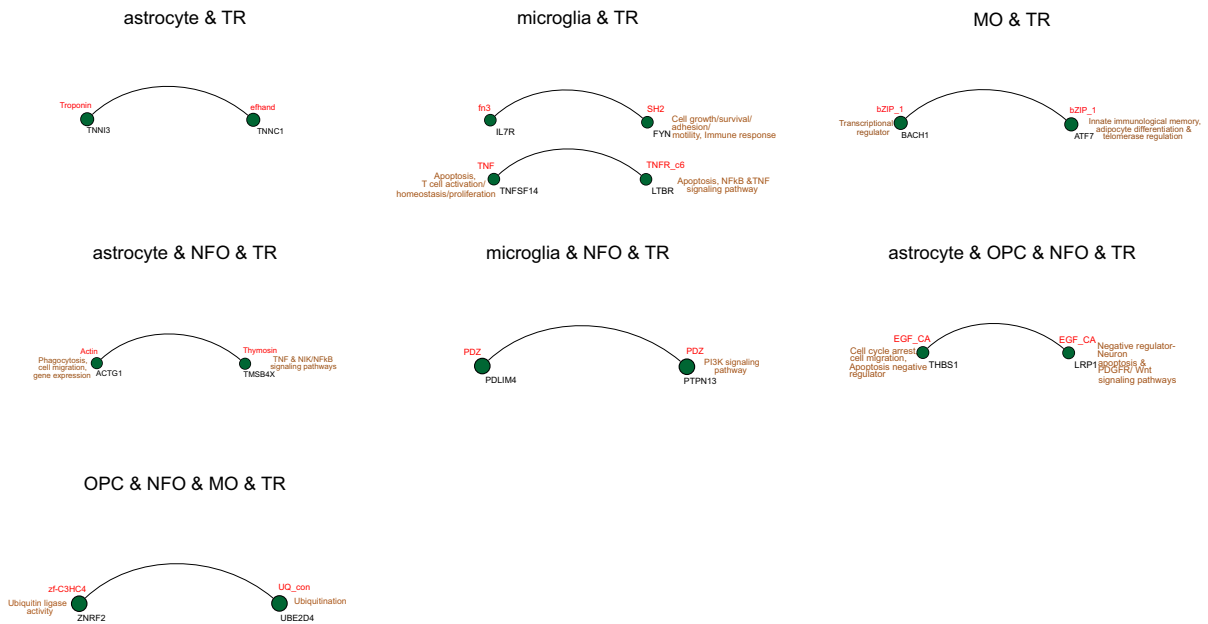 astrocyte & TR
microglia & TR
MO & TR
Troponin
efhand
TNNI3
TNNC1
fn3
SH2
IL7R
FYN
Cell growth/survival/
adhesion/
motility, Immune response
TNF
TNFR_c6
Apoptosis,
T cell activation/
homeostasis/proliferation
TNFSF14
LTBR
Apoptosis, NFkB &TNF
signaling pathway
bZIP_1
bZIP_1
Transcriptional
regulator
BACH1
ATF7
Innate immunological memory,
adipocyte differentiation &
telomerase regulation
astrocyte & NFO & TR
microglia & NFO & TR
astrocyte & OPC & NFO & TR
Actin
Thymosin
Phagocytosis,
cell migration,
gene expression
ACTG1
TMSB4X
TNF & NIK/NFkB
signaling pathways
PDZ
PDZ
PDLIM4
PTPN13
PI3K signaling
pathway
EGF_CA
EGF_CA
Cell cycle arrest,
cell migration,
Apoptosis negative
regulator
THBS1
LRP1
Negative regulator-
Neuron
apoptosis &
PDGFR/ Wnt
signaling pathways
OPC & NFO & MO & TR
zf-C3HC4
UQ_con
Ubiquitin ligase
activity
ZNRF2
UBE2D4
Ubiquitination